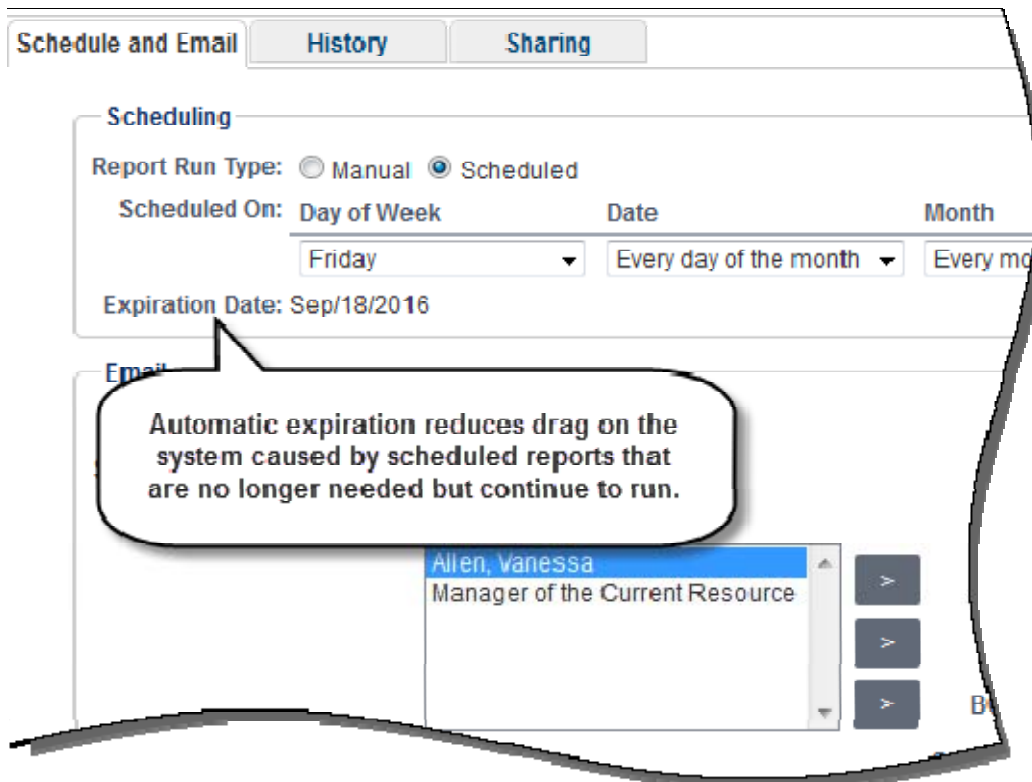 Schedule and Email History Sharing
Scheduling
Report Run Type: Manual Scheduled
Scheduled On: Day of Week Date Month
Friday Every day of the month Every
Expiration Date: Sep/18/2016
Email
Automatic expiration reduces drag on the
system caused by scheduled reports that
are no longer needed but continue to run.
Allen, Vanessa
Manager of the Current Resource
>
>
>